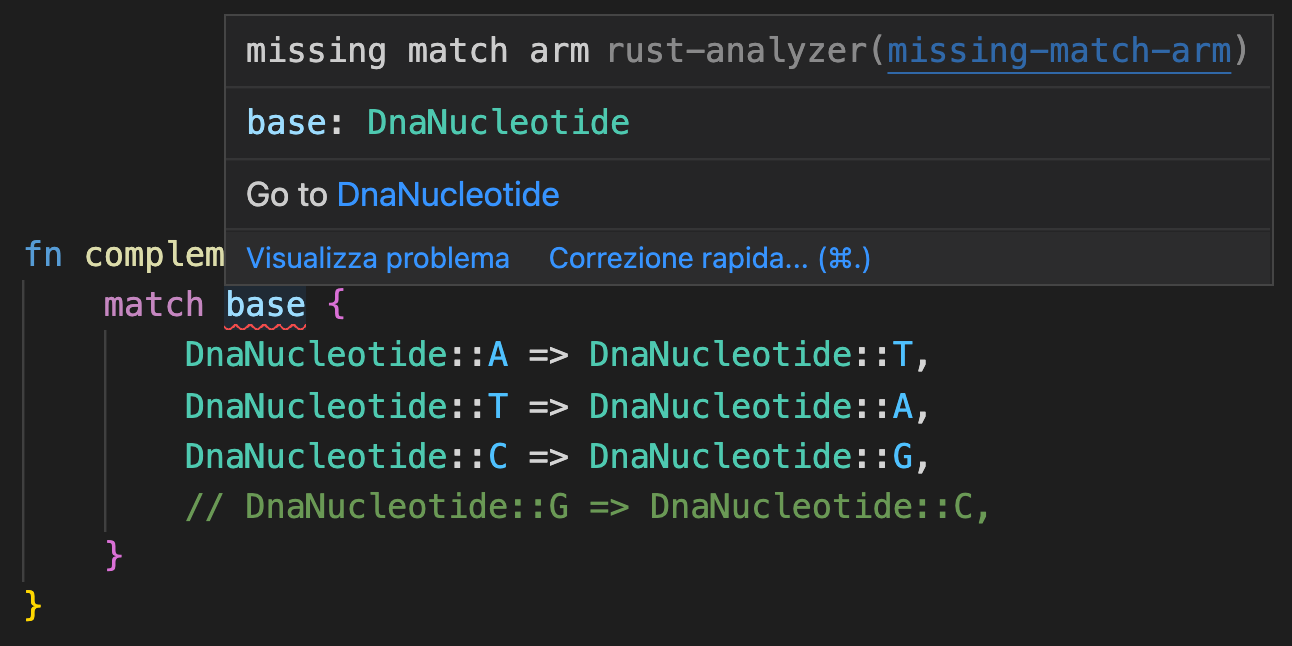 missing match arm rust-analyzer(missing-match-arm)
base: DnaNucleotide
Go to DnaNucleotide
Visualizza problema Correzione rapida... (⌘.)
fn complem
match base {
DnaNucleotide::A => DnaNucleotide::T,
DnaNucleotide::T => DnaNucleotide::A,
DnaNucleotide::C => DnaNucleotide::G,
// DnaNucleotide::G => DnaNucleotide::C,
}
}